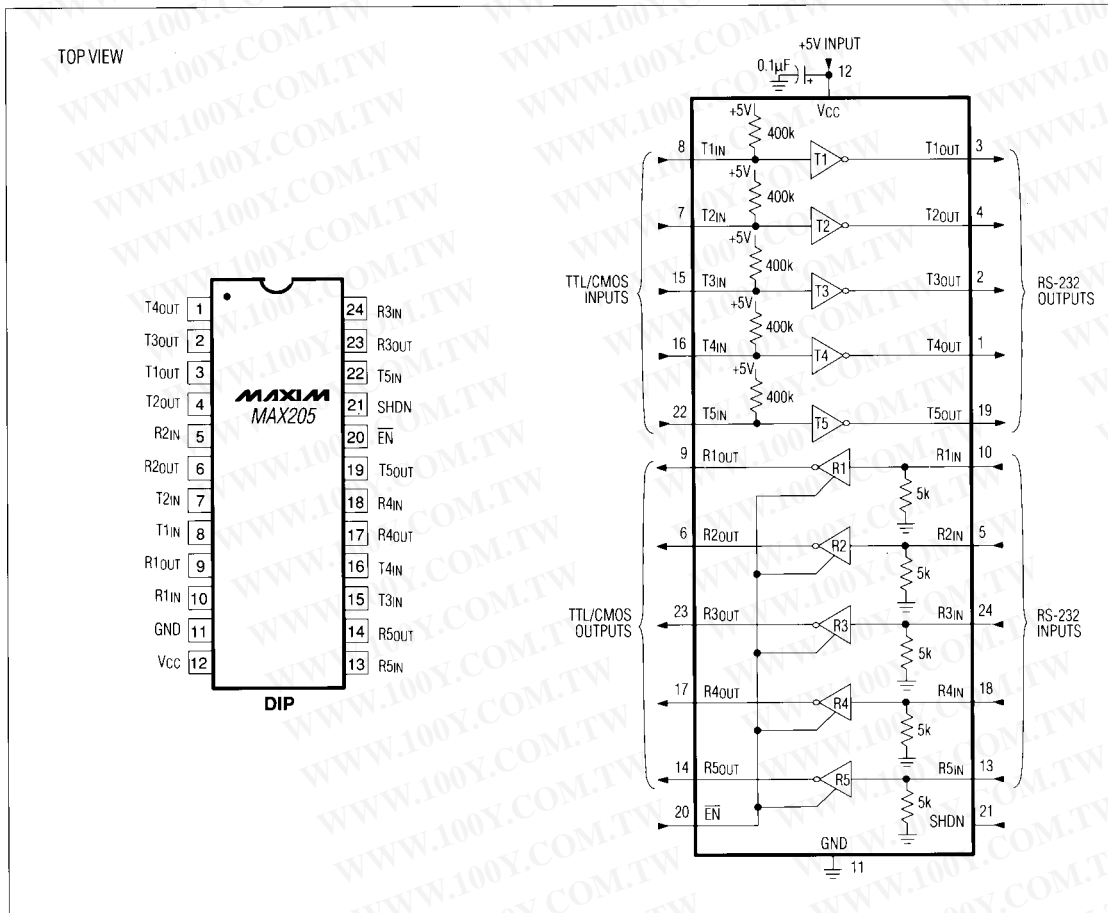 TOP VIEW
T4OUT 1
T3OUT 2
T1OUT 3
T2OUT 4
R2IN 5
R2OUT 6
T2IN 7
T1IN 8
R1OUT 9
R1IN 10
GND 11
VCC 12
24 R3IN
23 R3OUT
22 T5IN
21 SHDN
20 EN
19 T5OUT
18 R4IN
17 R4OUT
16 T4IN
15 T3IN
14 R5OUT
13 R5IN
MAXIM
MAX205
DIP
+5V INPUT
0.1µF + 12
VCC
+5V
400k
8 T1IN T1 T1OUT 3
+5V
400k
7 T2IN T2 T2OUT 4
+5V
400k
TTL/CMOS
INPUTS
15 T3IN T3 T3OUT 2
RS-232
OUTPUTS
+5V
400k
16 T4IN T4 T4OUT 1
+5V
400k
22 T5IN T5 T5OUT 19
9 R1OUT R1 R1IN 10
5k
6 R2OUT R2 R2IN 5
5k
TTL/CMOS
OUTPUTS
23 R3OUT R3 R3IN 24
RS-232
INPUTS
5k
17 R4OUT R4 R4IN 18
5k
14 R5OUT R5 R5IN 13
5k
20 EN
SHDN 21
GND
11
WWW.100Y.COM.TW